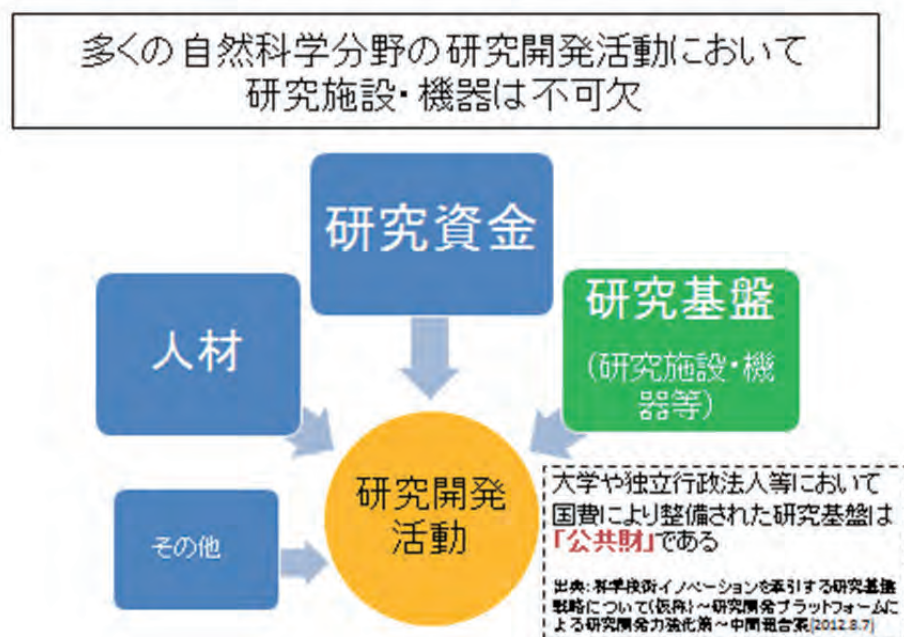 多くの自然科学分野の研究開発活動において
研究施設・機器は不可欠
研究資金
人材
研究基盤
(研究施設・機
器等)
その他
研究開発
活動
大学や独立行政法人等において
国費により整備された研究基盤は
「公共財」である
出典:科学技術イノベーションを牽引する研究基盤
戦略について(仮称)~研究開発プラットフォームに
よる研究開発力強化策~中間報告案(2012.8.7)